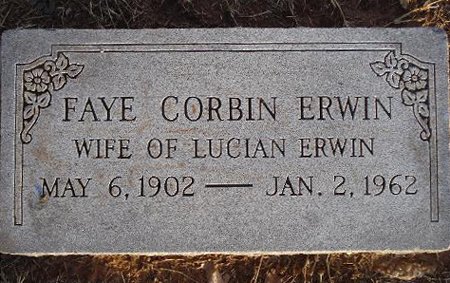 FAYE CORBIN ERWIN
WIFE OF LUCIAN ERWIN
MAY 6, 1902 — JAN. 2, 1962